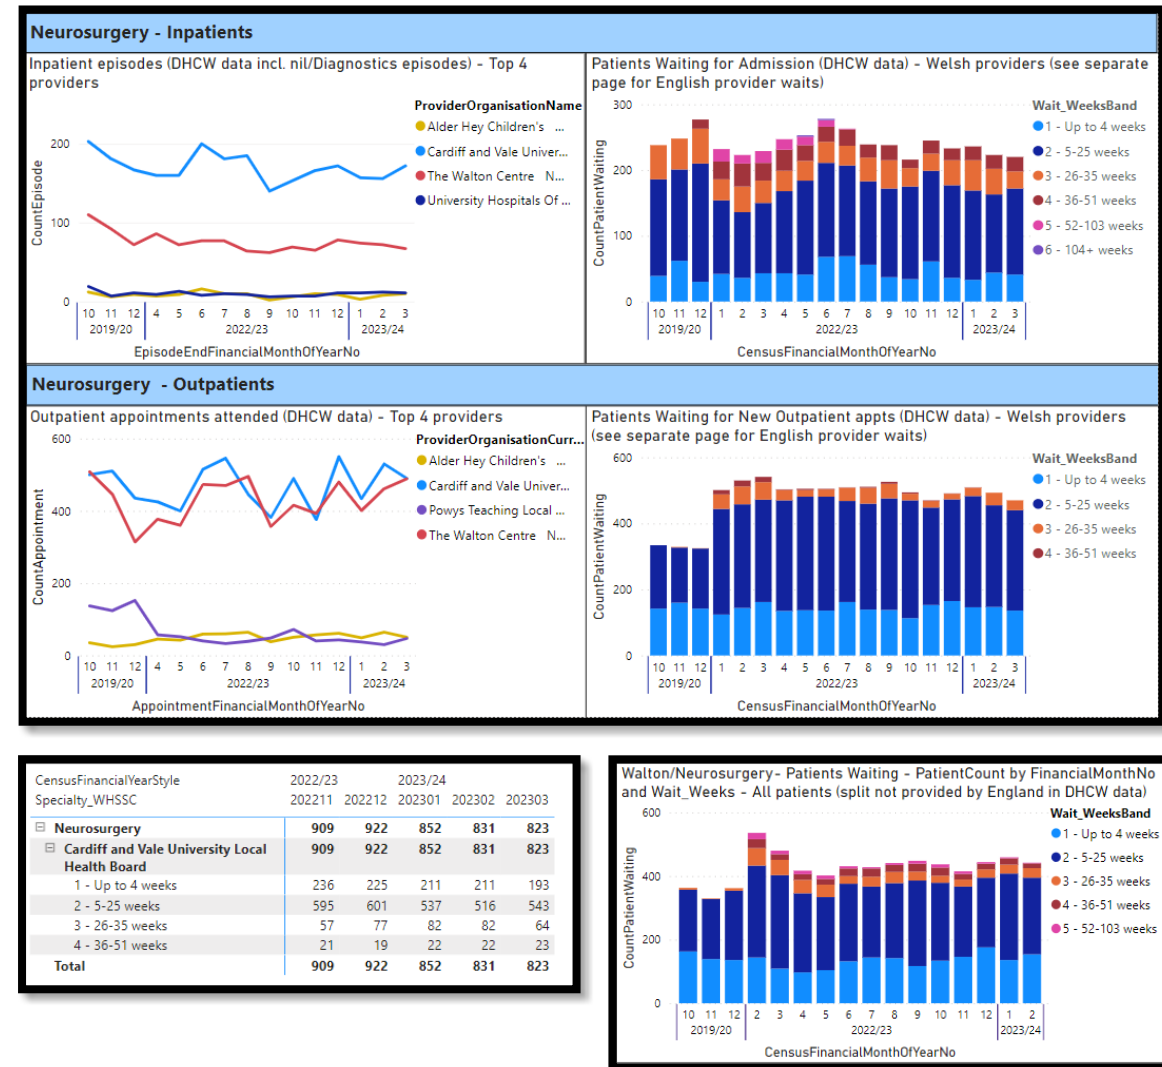 Neurosurgery - Inpatients
Inpatient episodes (DHCW data incl. nil/Diagnostics episodes) - Top 4
providers
ProviderOrganisationName
Alder Hey Children's ...
Cardiff and Vale Univer...
The Walton Centre N...
University Hospitals Of ...
CountEpisode
200
100
0
10 11 12 4 5 6 7 8 9 10 11 12 1 2 3
2019/20 2022/23 2023/24
EpisodeEndFinancialMonthOfYearNo
Patients Waiting for Admission (DHCW data) - Welsh providers (see separate
page for English provider waits)
Wait_WeeksBand
1 - Up to 4 weeks
2 - 5-25 weeks
3 - 26-35 weeks
4 - 36-51 weeks
5 - 52-103 weeks
6 - 104+ weeks
CountPatientWaiting
300
200
100
0
10 11 12 1 2 3 4 5 6 7 8 9 10 11 12 1 2 3
2019/20 2022/23 2023/24
CensusFinancialMonthOfYearNo
Neurosurgery - Outpatients
Outpatient appointments attended (DHCW data) - Top 4 providers
ProviderOrganisationCurr...
Alder Hey Children's ...
Cardiff and Vale Univer...
Powys Teaching Local ...
The Walton Centre N...
CountAppointment
600
400
200
0
10 11 12 4 5 6 7 8 9 10 11 12 1 2 3
2019/20 2022/23 2023/24
AppointmentFinancialMonthOfYearNo
Patients Waiting for New Outpatient appts (DHCW data) - Welsh providers
(see separate page for English provider waits)
Wait_WeeksBand
1 - Up to 4 weeks
2 - 5-25 weeks
3 - 26-35 weeks
4 - 36-51 weeks
CountPatientWaiting
600
400
200
0
10 11 12 1 2 3 4 5 6 7 8 9 10 11 12 1 2 3
2019/20 2022/23 2023/24
CensusFinancialMonthOfYearNo
CensusFinancialYearStyle 2022/23 2023/24
Specialty_WHSSC 202211 202212 202301 202302 202303
Neurosurgery 909 922 852 831 823
Cardiff and Vale University Local 909 922 852 831 823
Health Board
1 - Up to 4 weeks 236 225 211 211 193
2 - 5-25 weeks 595 601 537 516 543
3 - 26-35 weeks 57 77 82 82 64
4 - 36-51 weeks 21 19 22 22 23
Total 909 922 852 831 823
Walton/Neurosurgery- Patients Waiting - PatientCount by FinancialMonthNo
and Wait_Weeks - All patients (split not provided by England in DHCW data)
Wait_WeeksBand
1 - Up to 4 weeks
2 - 5-25 weeks
3 - 26-35 weeks
4 - 36-51 weeks
5 - 52-103 weeks
CountPatientWaiting
600
400
200
0
10 11 12 2 3 4 5 6 7 8 9 10 11 12 1 2
2019/20 2022/23 2023/24
CensusFinancialMonthOfYearNo